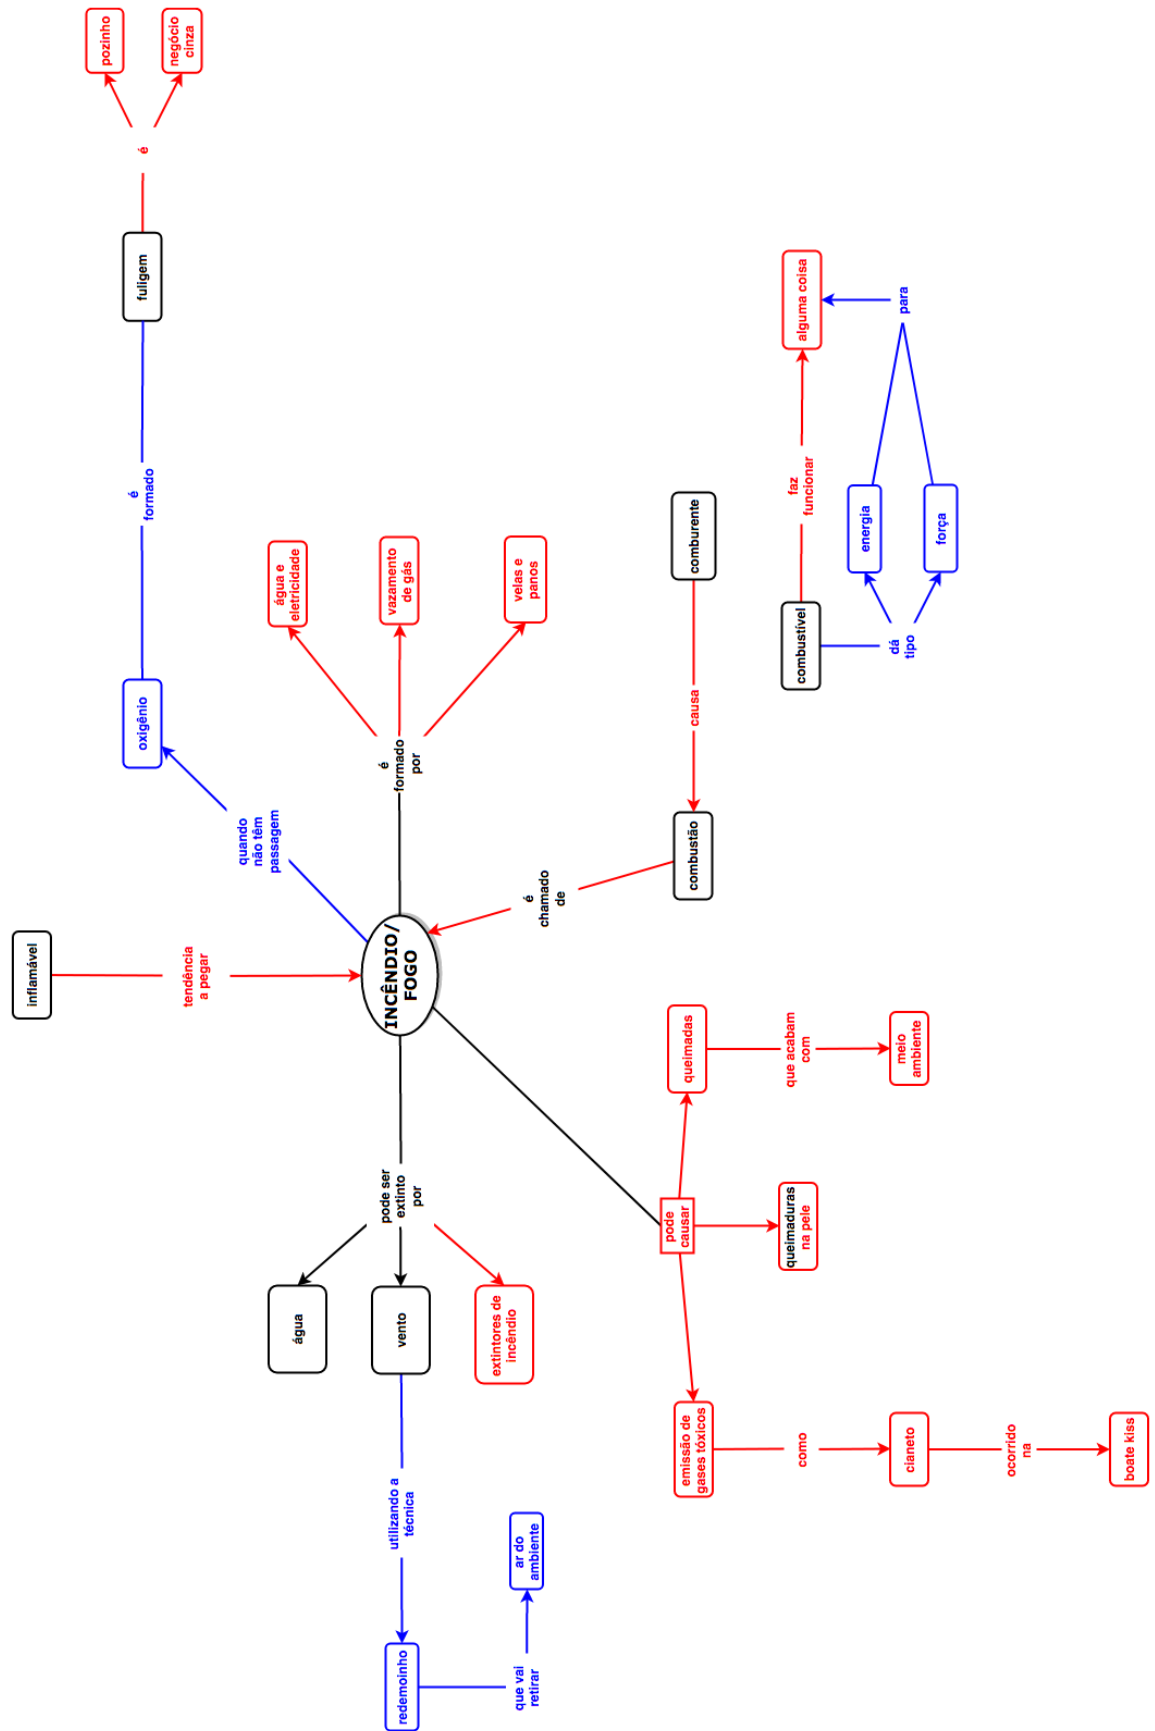 redemoinho
utilizando a
técnica
que vai
retirar
ar do
ambiente
água
vento
extintores de
incêndio
pode ser
extinto
por
inflamável
tendência
a pegar
INCÊNDIO/
FOGO
quando
não têm
passagem
oxigênio
é
formado
fuligem
é
pozinho
negócio
cinza
é
formado
por
água e
eletricidade
vazamento
de gás
velas e
panos
é
chamado
de
combustão
causa
comburente
pode
causar
emissão de
gases tóxicos
como
cianeto
ocorrido
na
boate kiss
queimaduras
na pele
queimadas
que acabam
com
meio
ambiente
combustível
faz
funcionar
alguma coisa
dá
tipo
energia
força
para